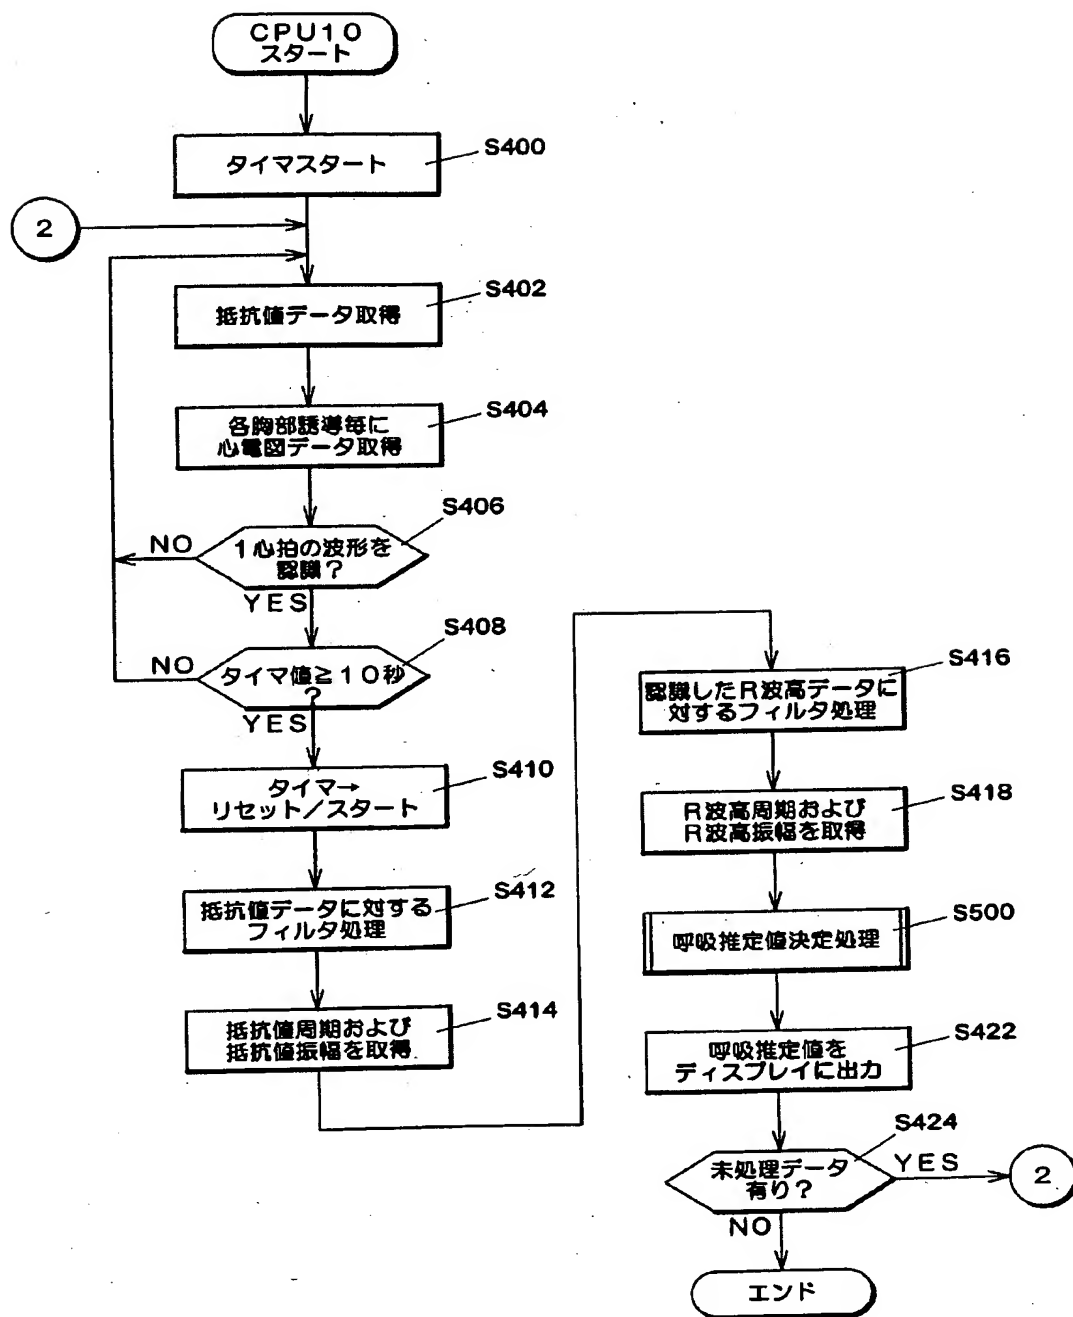 CPU10
スタート
タイマスタート
S400
2
抵抗値データ取得
S402
各胸部誘導毎に
心電図データ取得
S404
1心拍の波形を
認識？
S406
NO
YES
タイマ値≧10秒
？
S408
NO
YES
タイマ→
リセット／スタート
S410
抵抗値データに対する
フィルタ処理
S412
抵抗値周期および
抵抗値振幅を取得
S414
認識したR波高データに
対するフィルタ処理
S416
R波高周期および
R波高振幅を取得
S418
呼吸推定値決定処理
S500
呼吸推定値を
ディスプレイに出力
S422
未処理データ
有り？
S424
YES
2
NO
エンド